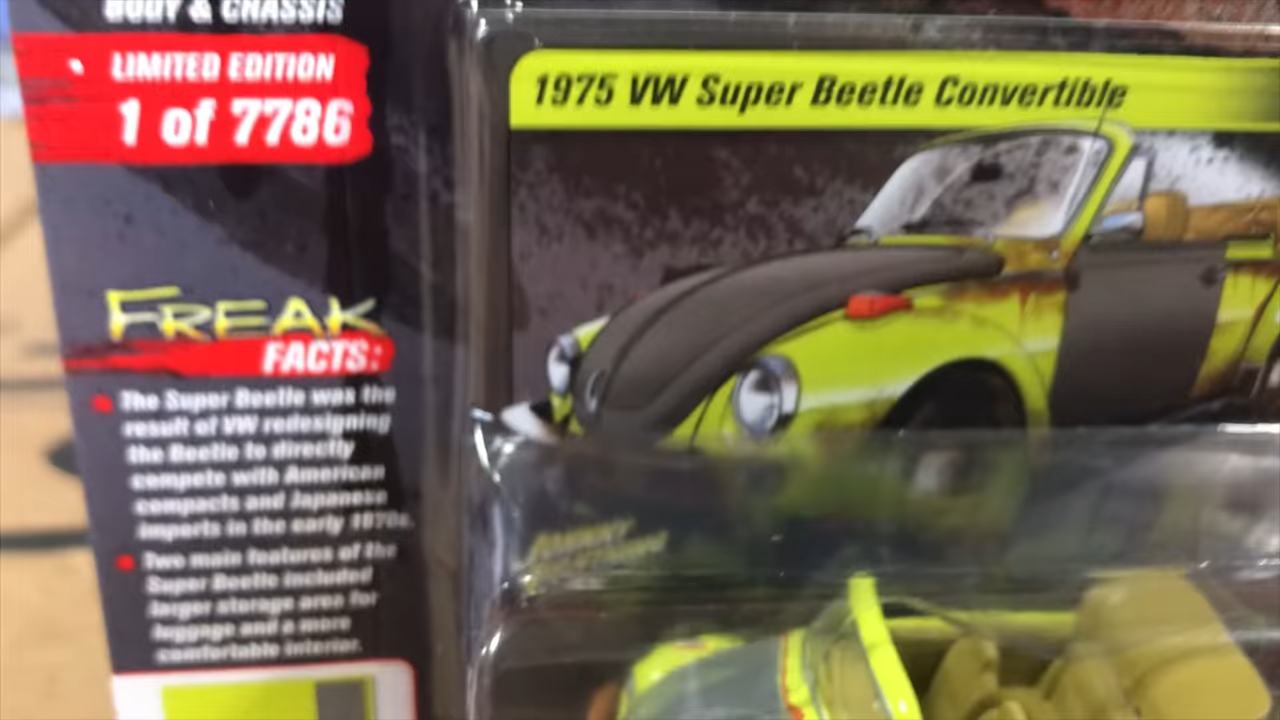 BODY & CHASSIS
LIMITED EDITION
1 of 7786
1975 VW Super Beetle Convertible
FREAK
FACTS:
The Super Beetle was the
result of VW redesigning
the Beetle to directly
compete with American
compacts and Japanese
imports in the early 1970s.
Two main features of the
Super Beetle included
larger storage area for
luggage and a more
comfortable interior.